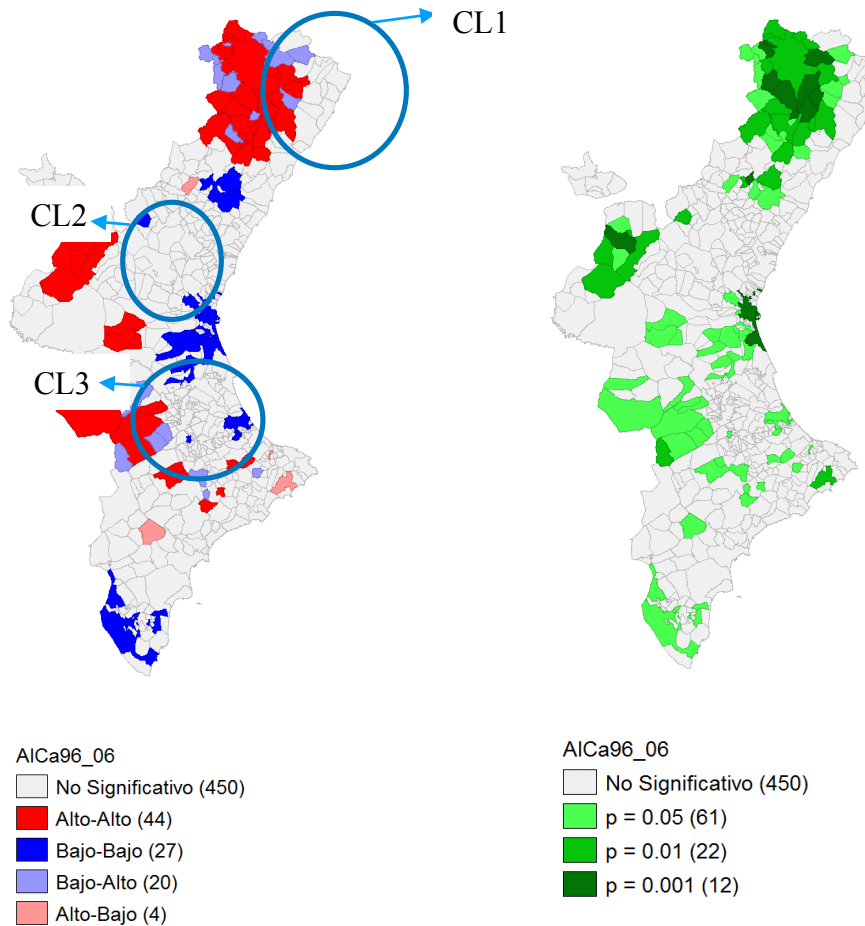 CL1
CL2
CL3
AlCa96_06
No Significativo (450)
Alto-Alto (44)
Bajo-Bajo (27)
Bajo-Alto (20)
Alto-Bajo (4)
AlCa96_06
No Significativo (450)
p = 0.05 (61)
p = 0.01 (22)
p = 0.001 (12)